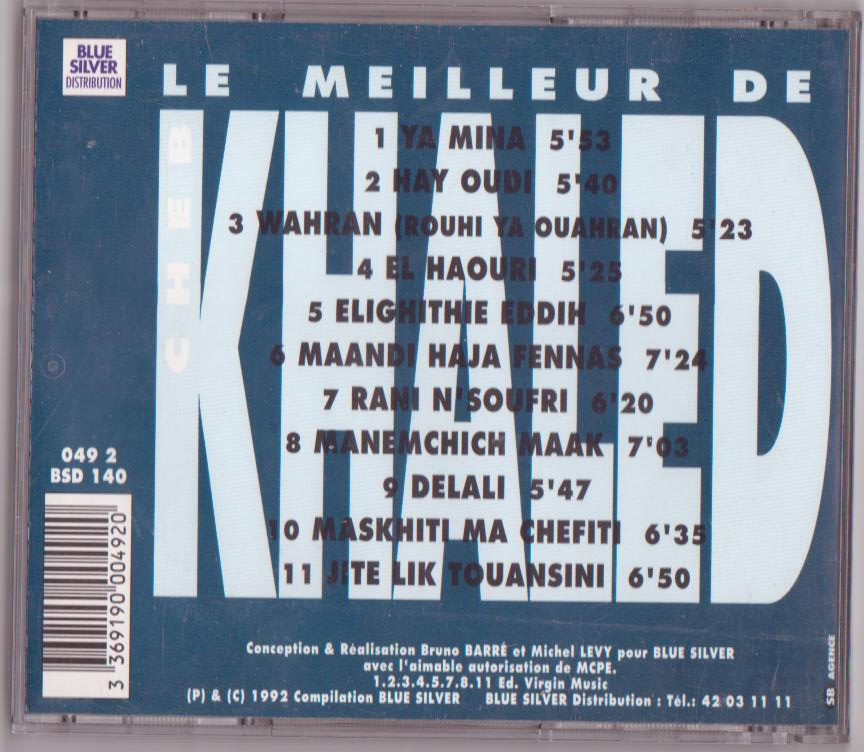 BLUE
SILVER
DISTRIBUTION
LE MEILLEUR DE
CHEB
KHALED
1 YA MINA 5'53
2 HAY OUDI 5'40
3 WAHRAN (ROUHI YA OUAHRAN) 5'23
4 EL HAOURI 5'25
5 ELIGHITHIE EDDIH 6'50
6 MAANDI HAJA FENNAS 7'24
7 RANI N'SOUFRI 6'20
8 MANEMCHICH MAAK 7'03
9 DELALI 5'47
10 MASKHITI MA CHEFITI 6'35
11 JITE LIK TOUANSINI 6'50
049 2
BSD 140
3 369190 004920
Conception & Réalisation Bruno BARRÉ et Michel LEVY pour BLUE SILVER
avec l'aimable autorisation de MCPE.
1.2.3.4.5.7.8.11 Ed. Virgin Music
(P) & (C) 1992 Compilation BLUE SILVER BLUE SILVER Distribution : Tél.: 42 03 11 11
SB AGENCE